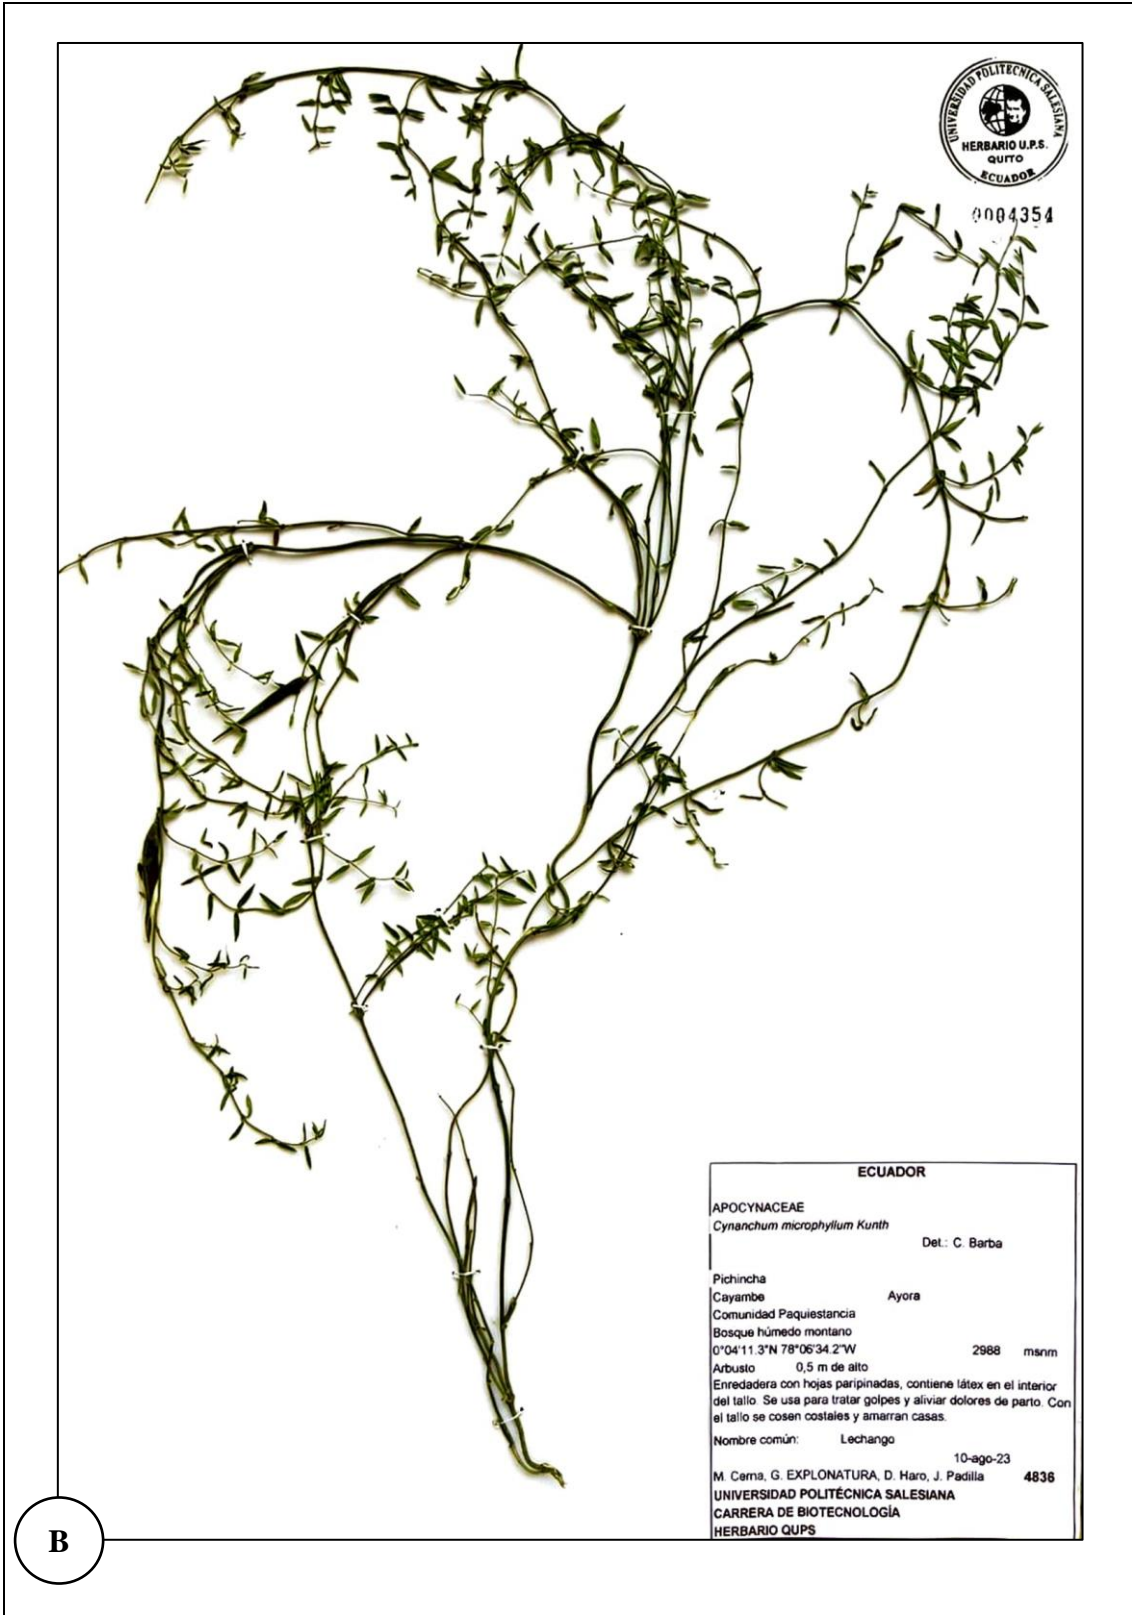 UNIVERSIDAD POLITECNICA SALESIANA
HERBARIO U.P.S.
QUITO
ECUADOR
0004354
ECUADOR
APOCYNACEAE
Cynanchum microphyllum Kunth
Det.: C. Barba
Pichincha
Cayambe Ayora
Comunidad Paquiestancia
Bosque húmedo montano
0°04'11.3"N 78°06'34.2"W 2988 msnm
Arbusto 0,5 m de alto
Enredadera con hojas paripinadas, contiene látex en el interior
del tallo. Se usa para tratar golpes y aliviar dolores de parto. Con
el tallo se cosen costales y amarran casas.
Nombre común: Lechango
10-ago-23
M. Cerna, G. EXPLONATURA, D. Haro, J. Padilla 4836
UNIVERSIDAD POLITÉCNICA SALESIANA
CARRERA DE BIOTECNOLOGÍA
HERBARIO QUPS
B